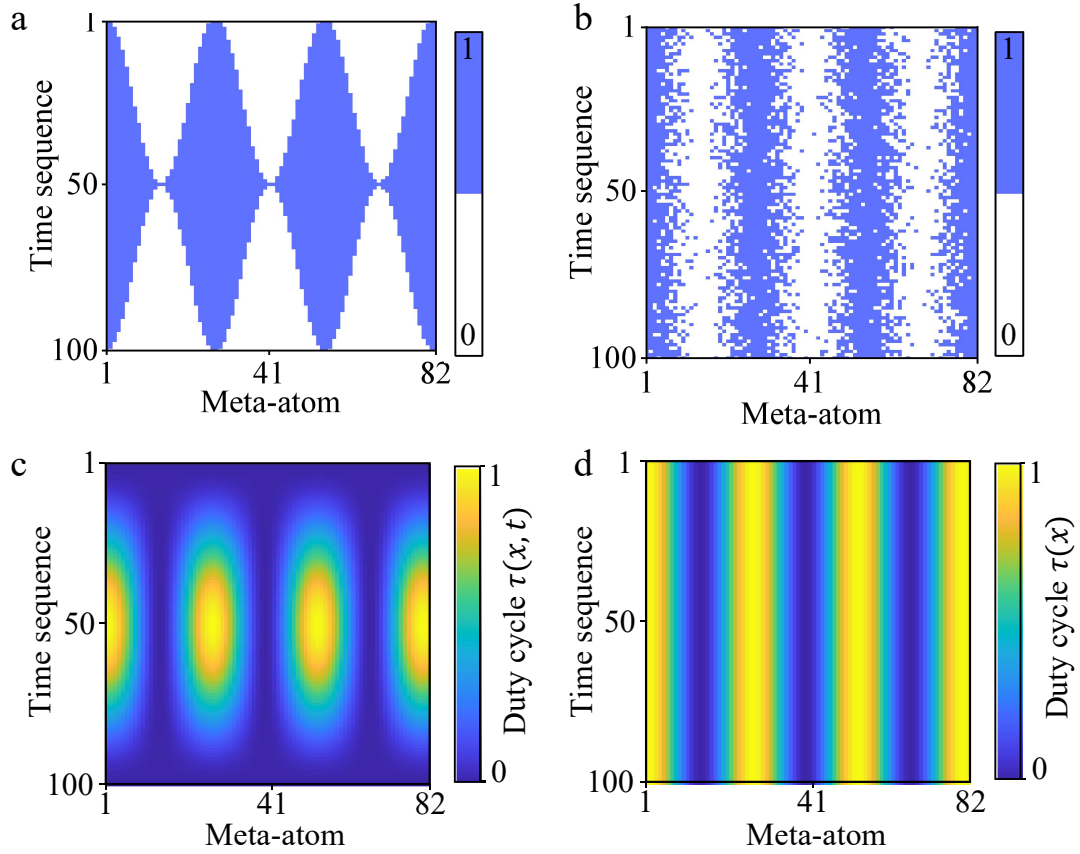 a
1
50
100
Time sequence
1
41
82
Meta-atom
1
0
b
1
50
100
Time sequence
1
41
82
Meta-atom
1
0
c
1
50
100
Time sequence
1
41
82
Meta-atom
1
0
Duty cycle τ(x, t)
d
1
50
100
Time sequence
1
41
82
Meta-atom
1
0
Duty cycle τ(x)